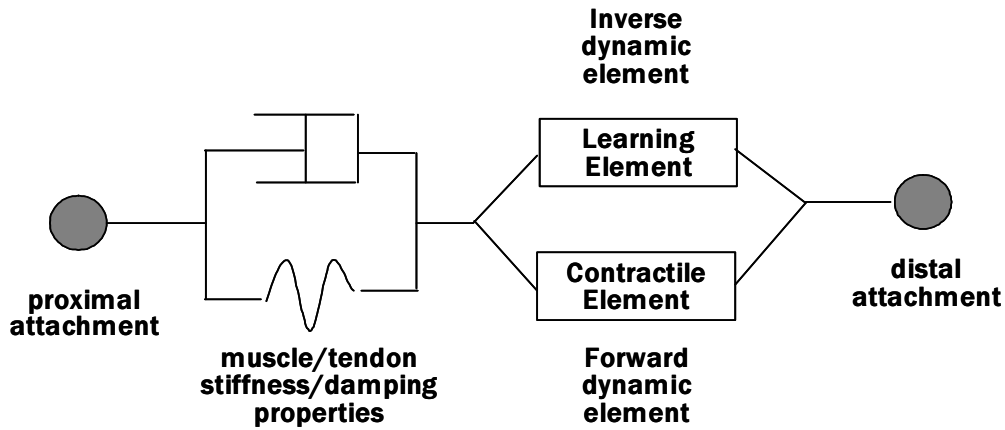 Inverse
dynamic
element
Learning
Element
Contractile
Element
proximal
attachment
distal
attachment
muscle/tendon
stiffness/damping
properties
Forward
dynamic
element